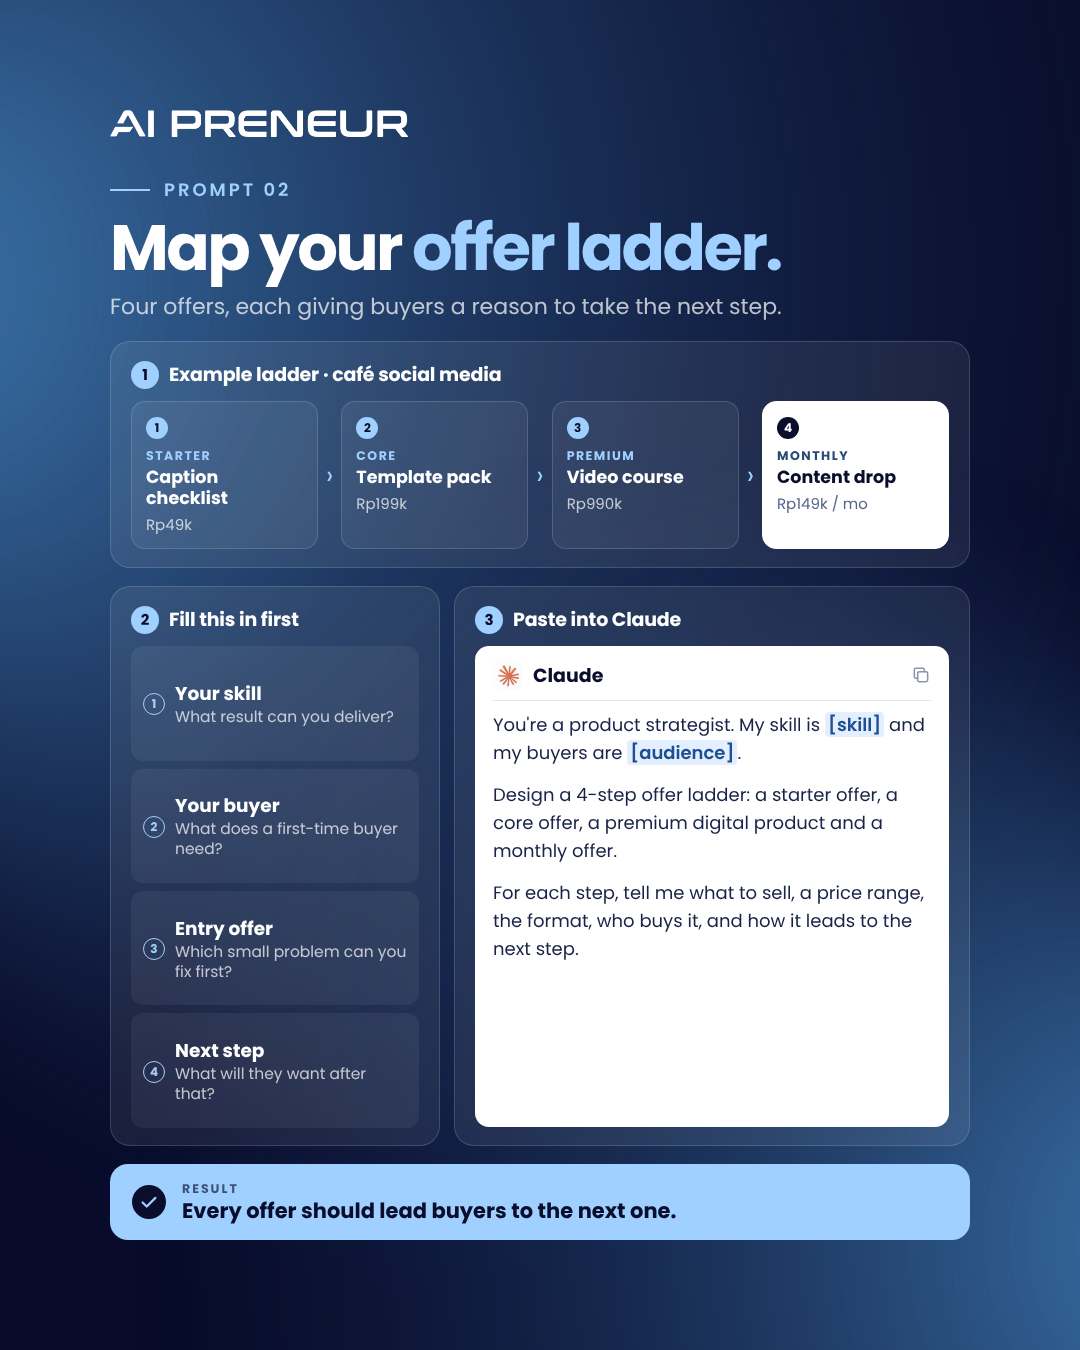 AI PRENEUR
PROMPT 02
Map your offer ladder.
Four offers, each giving buyers a reason to take the next step.
1 Example ladder · café social media
1
STARTER
Caption
checklist
Rp49k
›
2
CORE
Template pack
Rp199k
›
3
PREMIUM
Video course
Rp990k
›
4
MONTHLY
Content drop
Rp149k / mo
2 Fill this in first
1
Your skill
What result can you deliver?
2
Your buyer
What does a first-time buyer
need?
3
Entry offer
Which small problem can you
fix first?
4
Next step
What will they want after
that?
3 Paste into Claude
Claude
You're a product strategist. My skill is [skill] and
my buyers are [audience].
Design a 4-step offer ladder: a starter offer, a
core offer, a premium digital product and a
monthly offer.
For each step, tell me what to sell, a price range,
the format, who buys it, and how it leads to the
next step.
RESULT
Every offer should lead buyers to the next one.